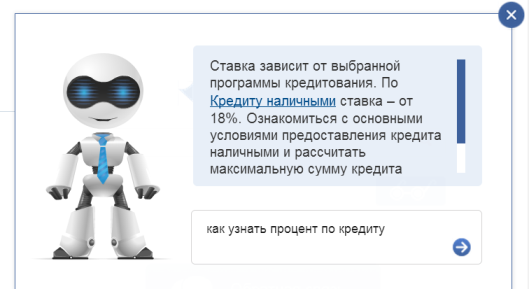 Ставка зависит от выбранной
программы кредитования. По
Кредиту наличными ставка – от
18%. Ознакомиться с основными
условиями предоставления кредита
наличными и рассчитать
максимальную сумму кредита
как узнать процент по кредиту